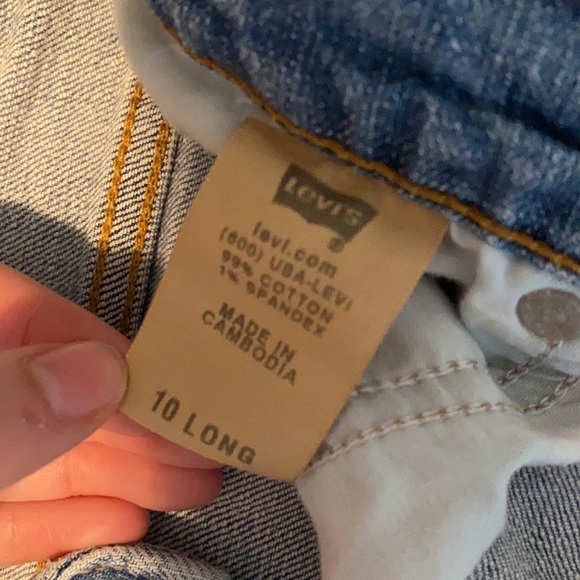 LEVI'S
®
levi.com
(800) USA-LEVI
99% COTTON
1% SPANDEX
MADE IN
CAMBODIA
10 LONG